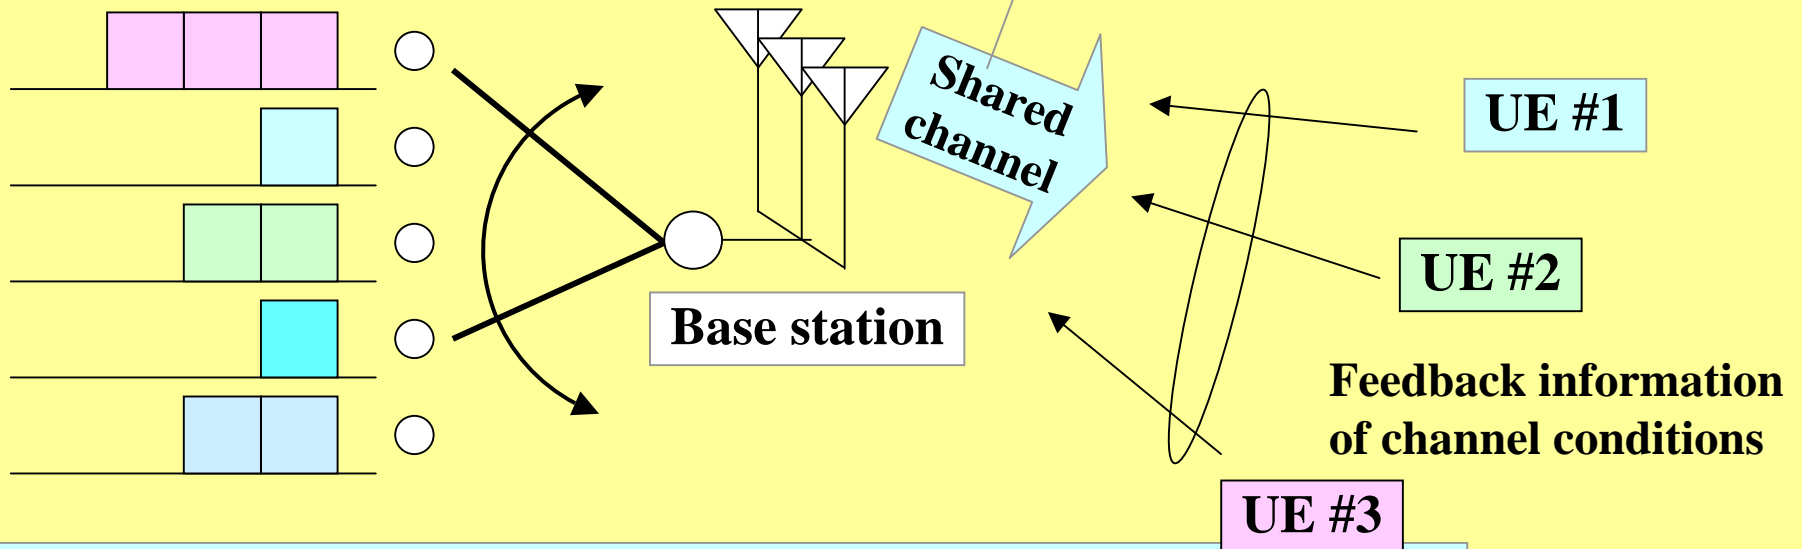 Shared
channel
UE #1
UE #2
Base station
Feedback information
of channel conditions
UE #3